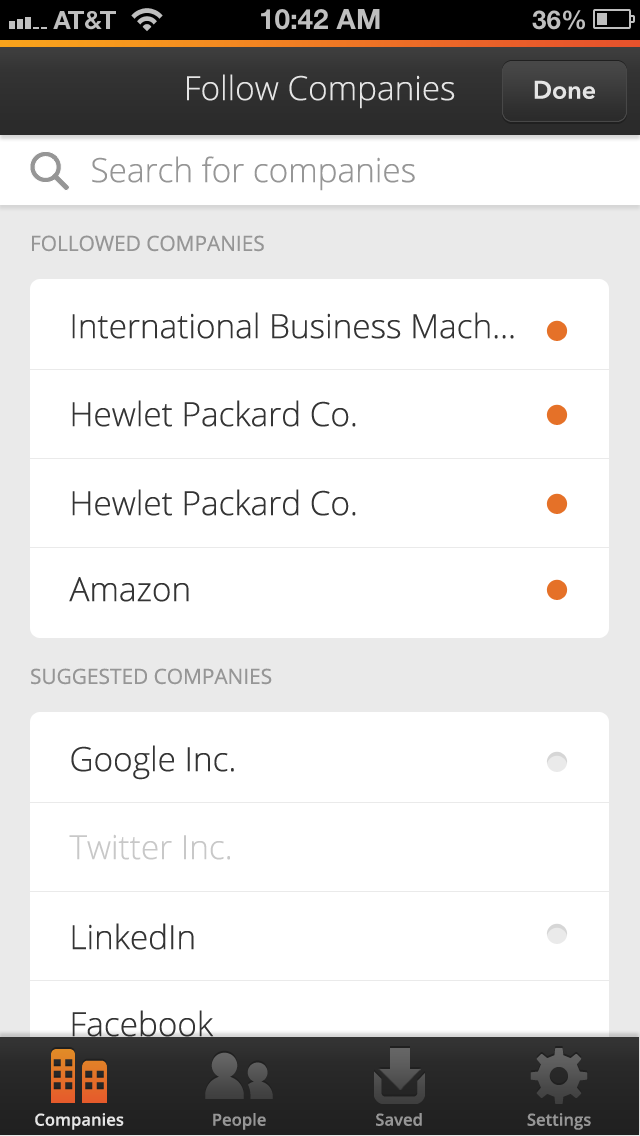 AT&T 10:42 AM 36%
Follow Companies Done
Search for companies
FOLLOWED COMPANIES
International Business Mach...
Hewlet Packard Co.
Hewlet Packard Co.
Amazon
SUGGESTED COMPANIES
Google Inc.
Twitter Inc.
LinkedIn
Facebook
Companies People Saved Settings